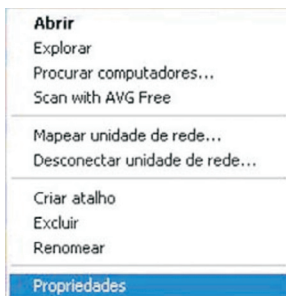 Abrir
Explorar
Procurar computadores...
Scan with AVG Free
Mapear unidade de rede...
Desconectar unidade de rede...
Criar atalho
Excluir
Renomear
Propriedades